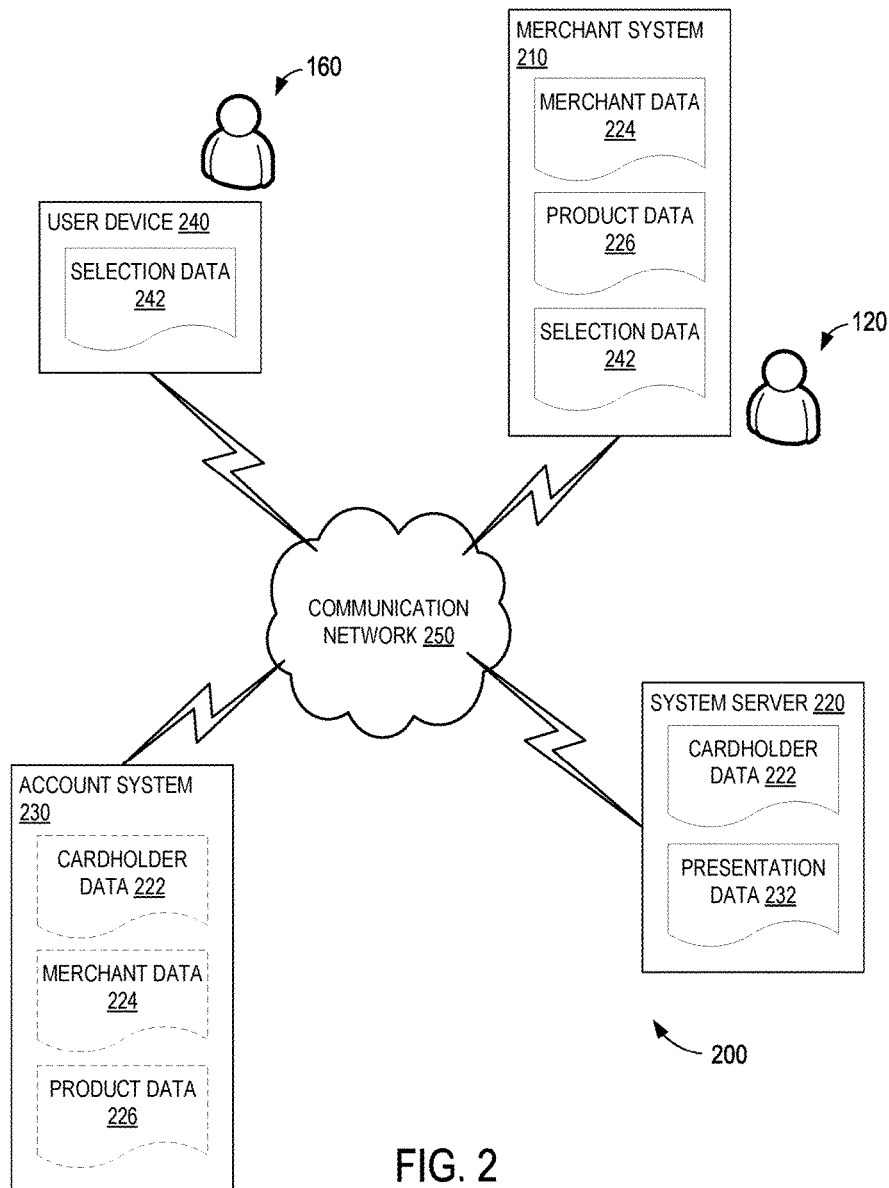 160
USER DEVICE 240
SELECTION DATA
242
MERCHANT SYSTEM
210
MERCHANT DATA
224
PRODUCT DATA
226
SELECTION DATA
242
120
COMMUNICATION
NETWORK 250
ACCOUNT SYSTEM
230
CARDHOLDER
DATA 222
MERCHANT DATA
224
PRODUCT DATA
226
SYSTEM SERVER 220
CARDHOLDER
DATA 222
PRESENTATION
DATA 232
200
FIG. 2